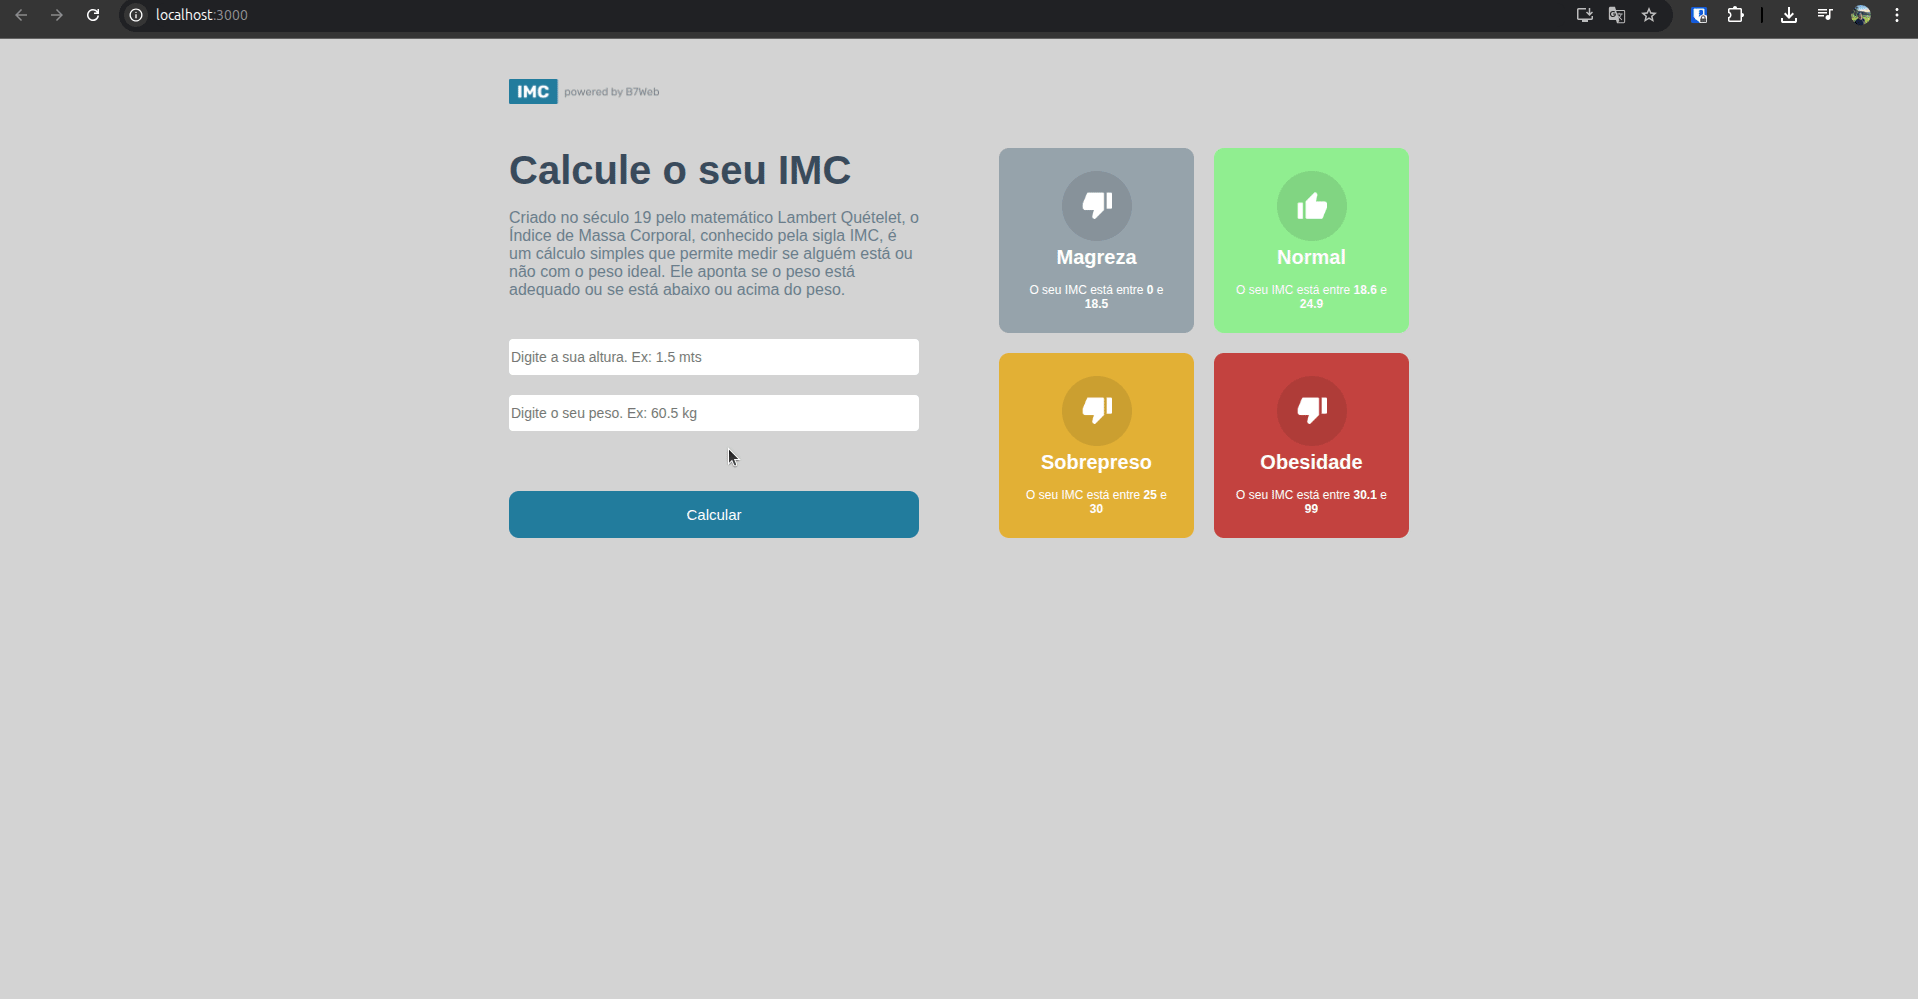 localhost:3000
IMC powered by B7Web
Calcule o seu IMC
Criado no século 19 pelo matemático Lambert Quételet, o
Índice de Massa Corporal, conhecido pela sigla IMC, é
um cálculo simples que permite medir se alguém está ou
não com o peso ideal. Ele aponta se o peso está
adequado ou se está abaixo ou acima do peso.
Digite a sua altura. Ex: 1.5 mts
Digite o seu peso. Ex: 60.5 kg
Calcular
Magreza
O seu IMC está entre 0 e
18.5
Normal
O seu IMC está entre 18.6 e
24.9
Sobrepreso
O seu IMC está entre 25 e
30
Obesidade
O seu IMC está entre 30.1 e
99